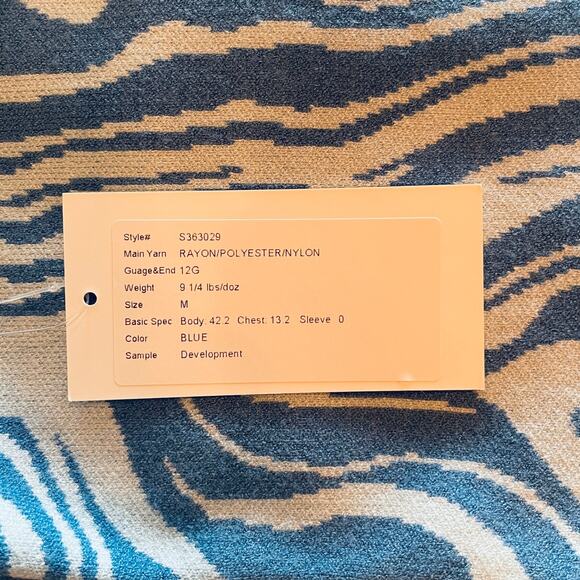 Style# S363029
Main Yarn RAYON/POLYESTER/NYLON
Guage&End 12G
Weight 9 1/4 lbs/doz
Size M
Basic Spec Body. 42.2 Chest. 13.2 Sleeve. 0
Color BLUE
Sample Development